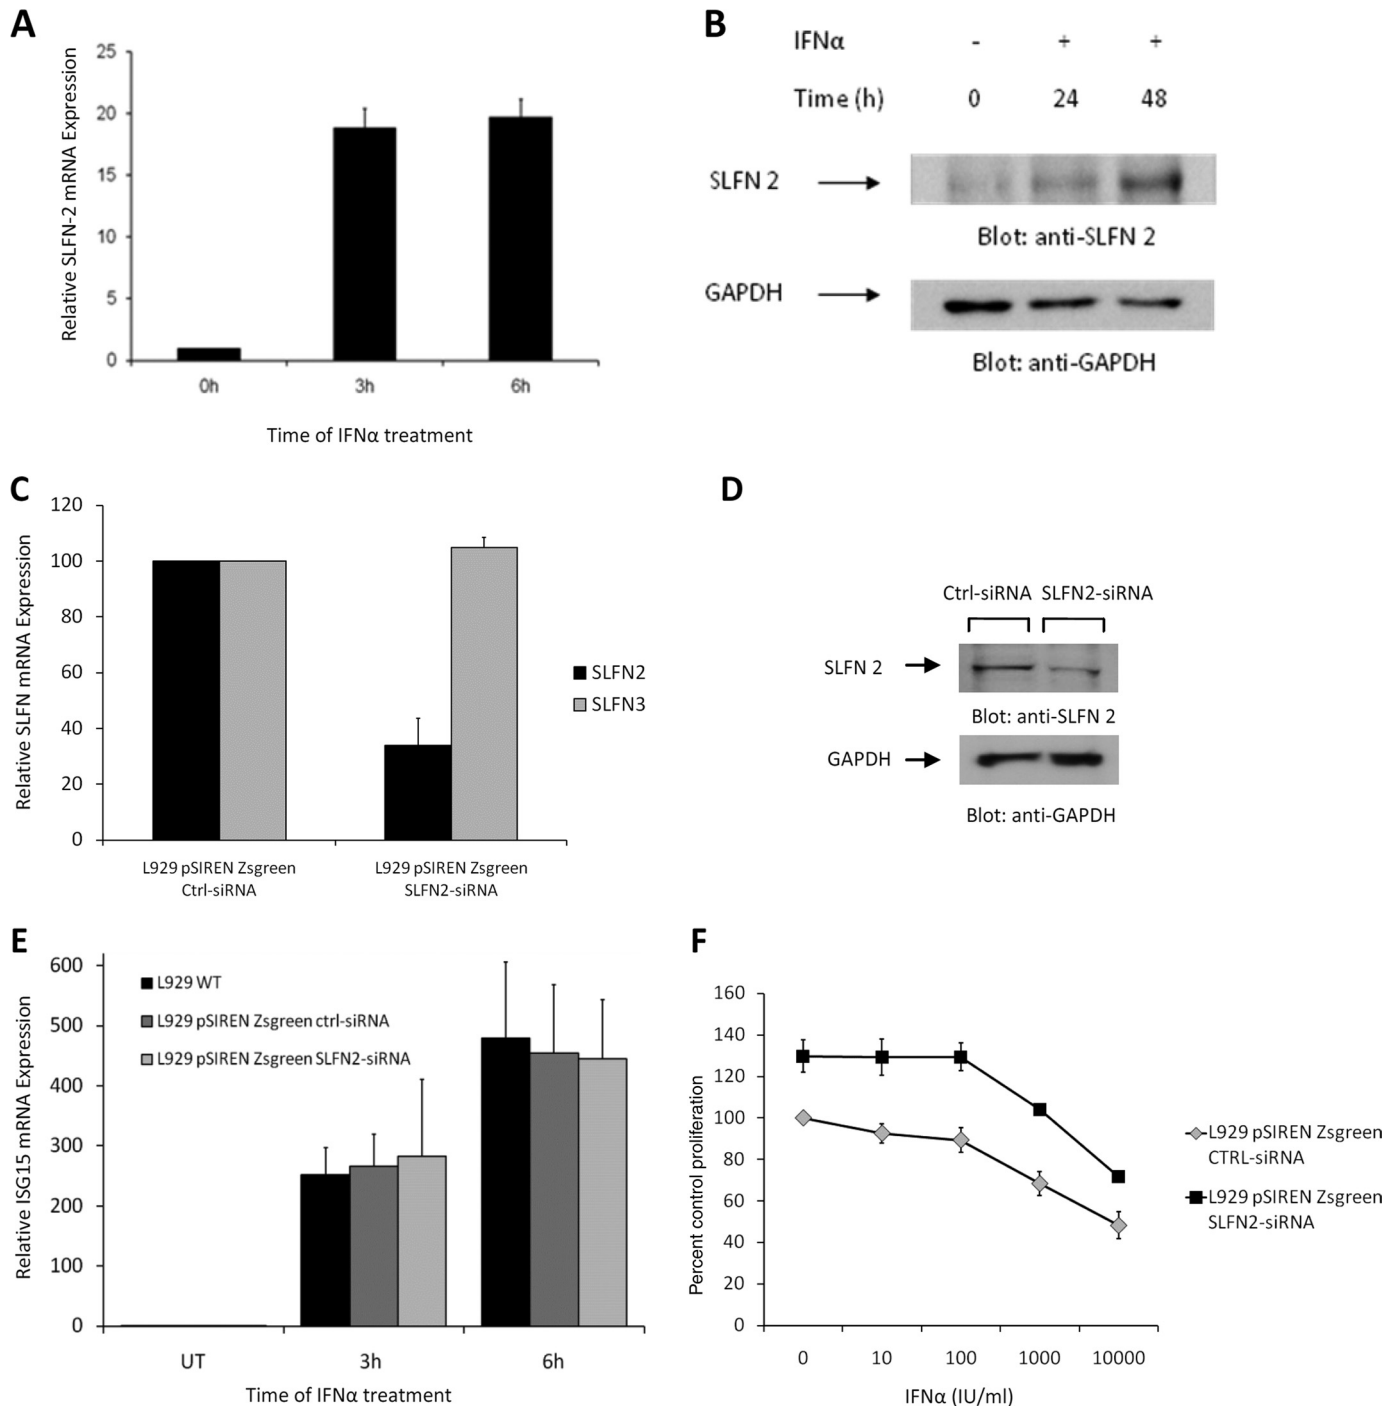 A
Relative SLFN-2 mRNA Expression
25
20
15
10
5
0
0h 3h 6h
Time of IFNα treatment
B
IFNα - + +
Time (h) 0 24 48
SLFN 2
Blot: anti-SLFN 2
GAPDH
Blot: anti-GAPDH
C
Relative SLFN mRNA Expression
120
100
80
60
40
20
0
L929 pSIREN Zsgreen
Ctrl-siRNA
L929 pSIREN Zsgreen
SLFN2-siRNA
SLFN2
SLFN3
D
Ctrl-siRNA SLFN2-siRNA
SLFN 2
Blot: anti-SLFN 2
GAPDH
Blot: anti-GAPDH
E
Relative ISG15 mRNA Expression
600
500
400
300
200
100
0
L929 WT
L929 pSIREN Zsgreen ctrl-siRNA
L929 pSIREN Zsgreen SLFN2-siRNA
UT 3h 6h
Time of IFNα treatment
F
Percent control proliferation
160
140
120
100
80
60
40
20
0
0 10 100 1000 10000
IFNα (IU/ml)
L929 pSIREN Zsgreen
CTRL-siRNA
L929 pSIREN Zsgreen
SLFN2-siRNA